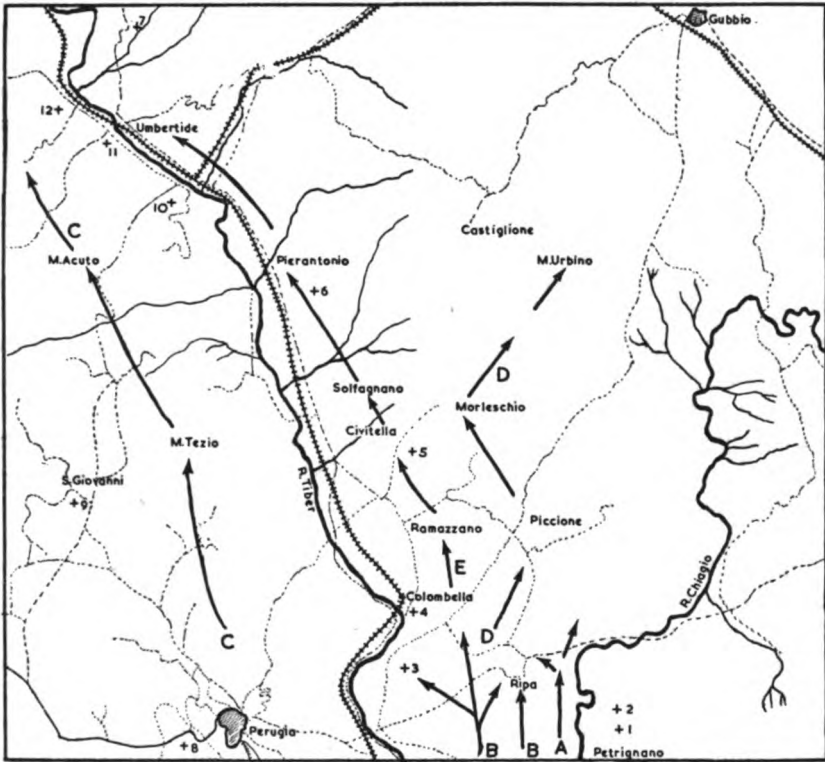 Gubbio
+7
12+
Umbertide
+11
10+
Castiglione
C
M.Acuto
Pierantonio
M.Urbino
+6
D
Solfagnano
Morleschio
Civitella
M.Tezio
+5
S.Giovanni
+9
R.Tiber
Ramazzano
Piccione
E
R.Chiagio
Colombella
+4
C
D
+3
Ripa
+2
+1
Perugia
+8
B
B
A
Petrignano